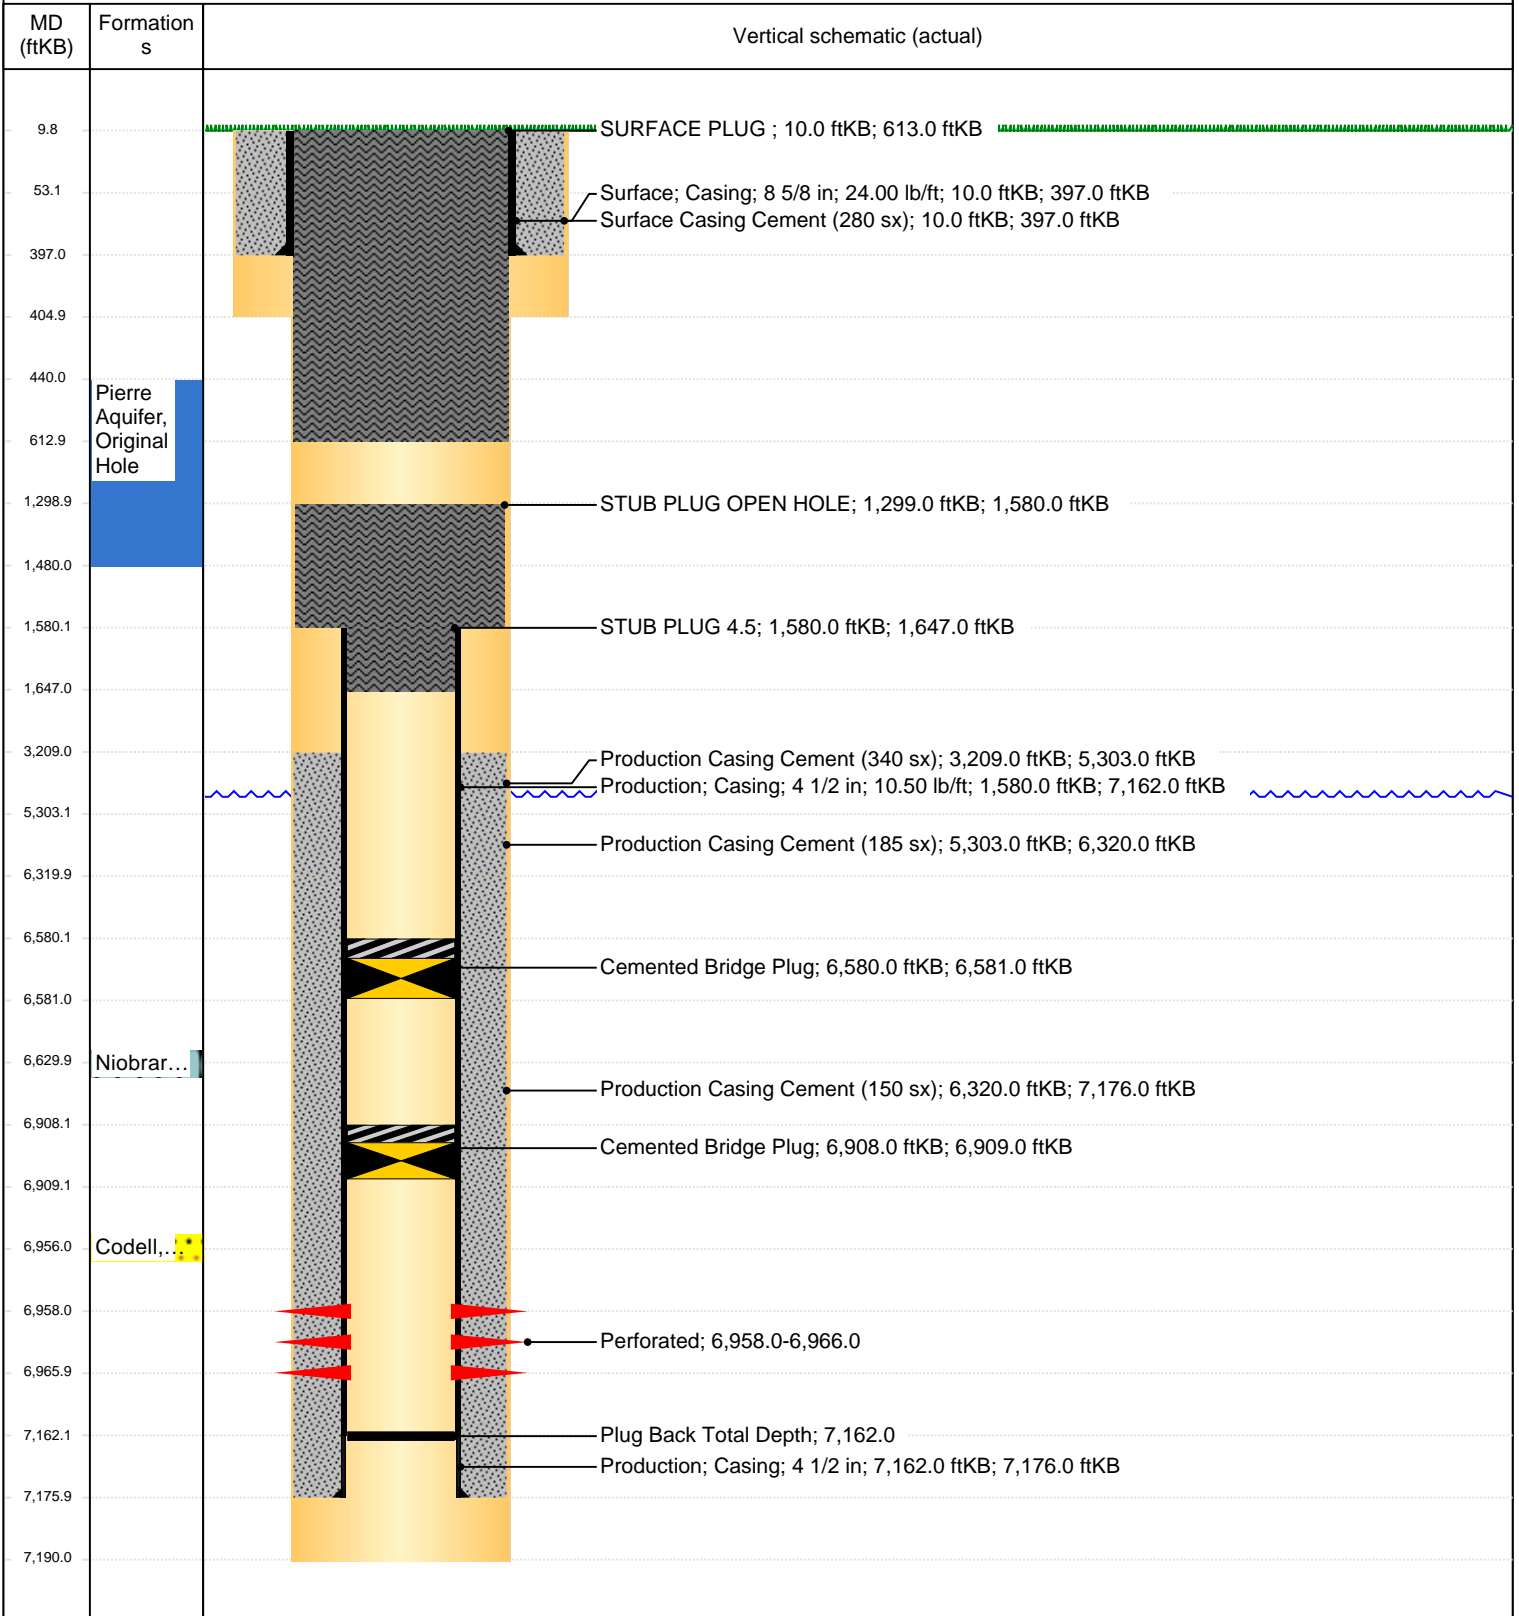 MD
(ftKB)
Formation
s
Vertical schematic (actual)
9.8
SURFACE PLUG ; 10.0 ftKB; 613.0 ftKB
53.1
Surface; Casing; 8 5/8 in; 24.00 lb/ft; 10.0 ftKB; 397.0 ftKB
Surface Casing Cement (280 sx); 10.0 ftKB; 397.0 ftKB
397.0
404.9
440.0
Pierre
Aquifer,
Original
Hole
612.9
1,298.9
STUB PLUG OPEN HOLE; 1,299.0 ftKB; 1,580.0 ftKB
1,480.0
1,580.1
STUB PLUG 4.5; 1,580.0 ftKB; 1,647.0 ftKB
1,647.0
3,209.0
Production Casing Cement (340 sx); 3,209.0 ftKB; 5,303.0 ftKB
Production; Casing; 4 1/2 in; 10.50 lb/ft; 1,580.0 ftKB; 7,162.0 ftKB
5,303.1
Production Casing Cement (185 sx); 5,303.0 ftKB; 6,320.0 ftKB
6,319.9
6,580.1
Cemented Bridge Plug; 6,580.0 ftKB; 6,581.0 ftKB
6,581.0
6,629.9
Niobrar…
Production Casing Cement (150 sx); 6,320.0 ftKB; 7,176.0 ftKB
6,908.1
Cemented Bridge Plug; 6,908.0 ftKB; 6,909.0 ftKB
6,909.1
6,956.0
Codell,…
6,958.0
Perforated; 6,958.0-6,966.0
6,965.9
7,162.1
Plug Back Total Depth; 7,162.0
Production; Casing; 4 1/2 in; 7,162.0 ftKB; 7,176.0 ftKB
7,175.9
7,190.0